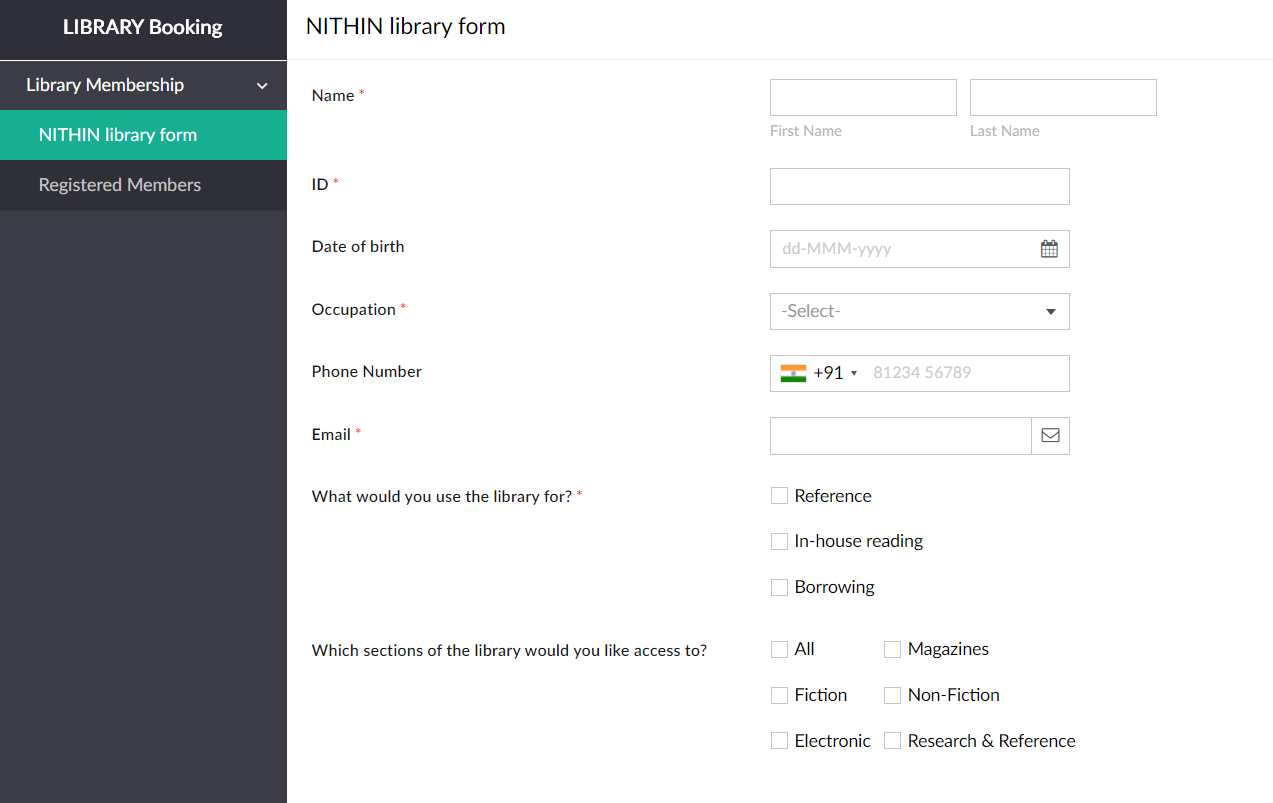 LIBRARY Booking
NITHIN library form
Library Membership
NITHIN library form
Registered Members
Name *
First Name
Last Name
ID *
Date of birth
dd-MMM-yyyy
Occupation *
-Select-
Phone Number
+91
81234 56789
Email *
What would you use the library for? *
Reference
In-house reading
Borrowing
Which sections of the library would you like access to?
All
Magazines
Fiction
Non-Fiction
Electronic
Research & Reference